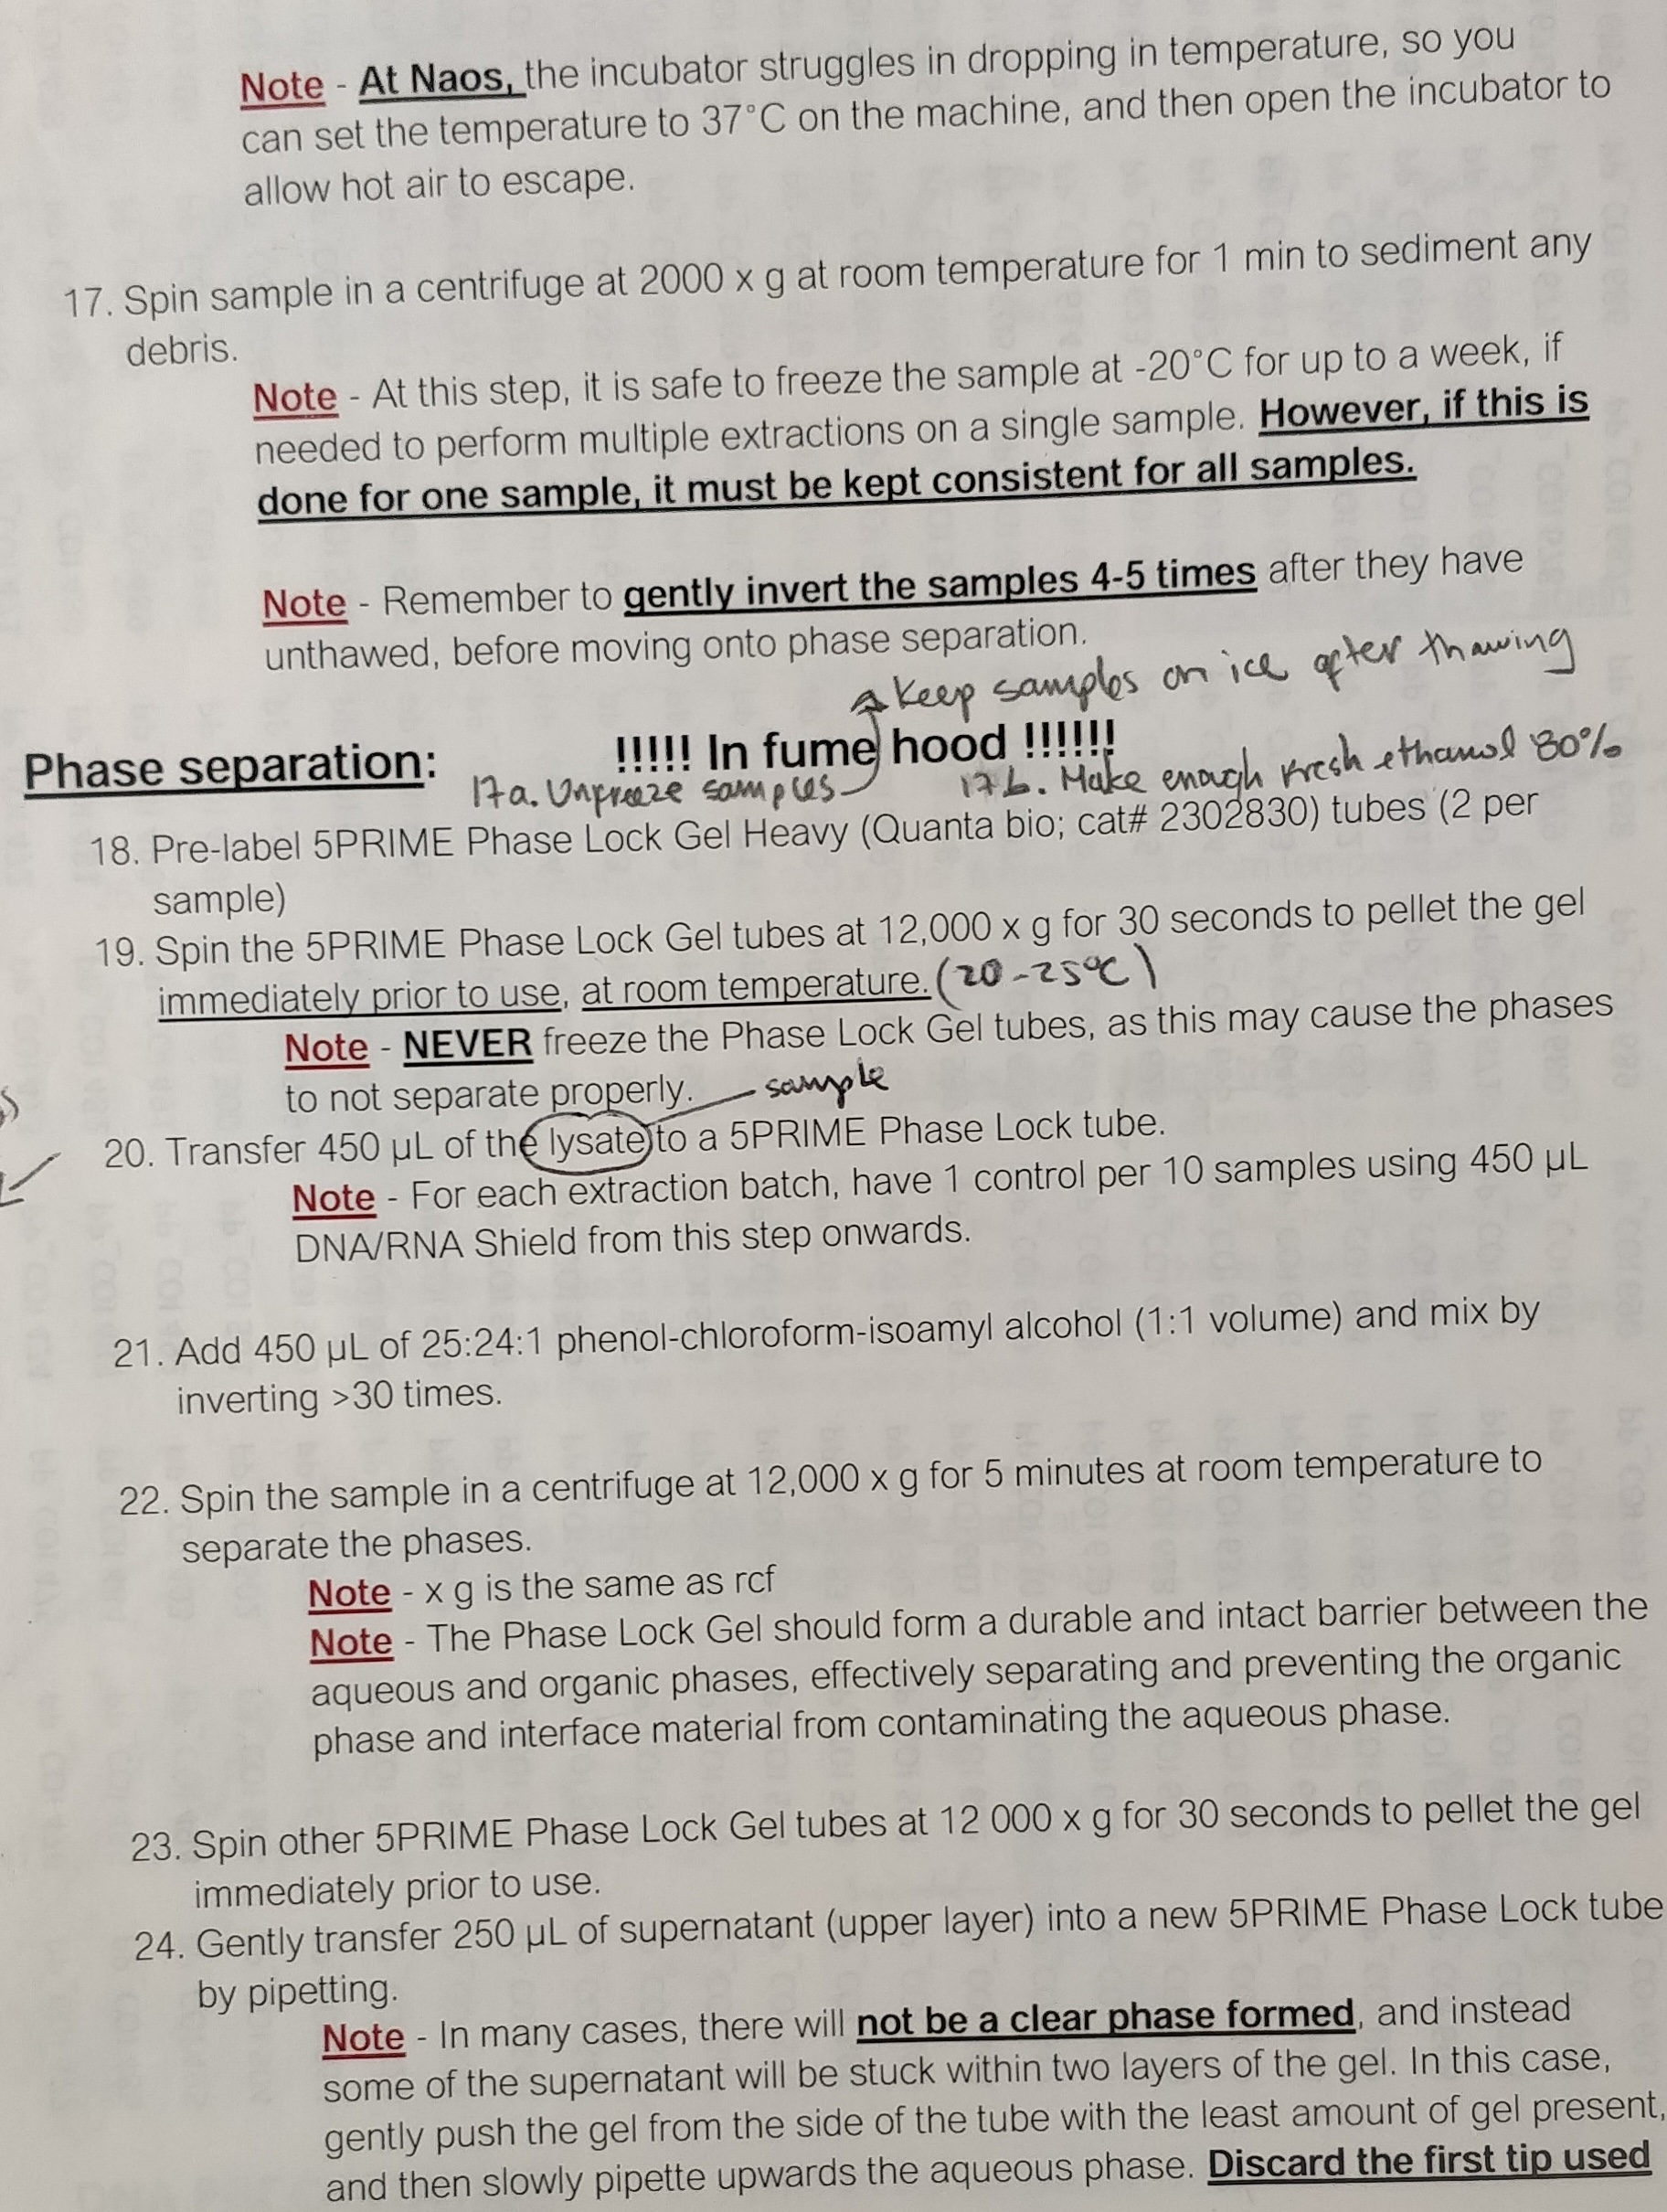 Note - At Naos, the incubator struggles in dropping in temperature, so you
can set the temperature to 37°C on the machine, and then open the incubator to
allow hot air to escape.
17. Spin sample in a centrifuge at 2000 x g at room temperature for 1 min to sediment any
debris.
Note - At this step, it is safe to freeze the sample at -20°C for up to a week, if
needed to perform multiple extractions on a single sample. However, if this is
done for one sample, it must be kept consistent for all samples.
Note - Remember to gently invert the samples 4-5 times after they have
unthawed, before moving onto phase separation.
Keep samples on ice after thawing
Phase separation: !!!!! In fume hood !!!!!!
17a. Unfreeze samples 17b. Make enough fresh ethanol 80%
18. Pre-label 5PRIME Phase Lock Gel Heavy (Quanta bio; cat# 2302830) tubes (2 per
sample)
19. Spin the 5PRIME Phase Lock Gel tubes at 12,000 x g for 30 seconds to pellet the gel
immediately prior to use, at room temperature. (20-25°C)
Note - NEVER freeze the Phase Lock Gel tubes, as this may cause the phases
to not separate properly. sample
20. Transfer 450 µL of the lysate to a 5PRIME Phase Lock tube.
Note - For each extraction batch, have 1 control per 10 samples using 450 µL
DNA/RNA Shield from this step onwards.
21. Add 450 µL of 25:24:1 phenol-chloroform-isoamyl alcohol (1:1 volume) and mix by
inverting >30 times.
22. Spin the sample in a centrifuge at 12,000 x g for 5 minutes at room temperature to
separate the phases.
Note - x g is the same as rcf
Note - The Phase Lock Gel should form a durable and intact barrier between the
aqueous and organic phases, effectively separating and preventing the organic
phase and interface material from contaminating the aqueous phase.
23. Spin other 5PRIME Phase Lock Gel tubes at 12 000 x g for 30 seconds to pellet the gel
immediately prior to use.
24. Gently transfer 250 µL of supernatant (upper layer) into a new 5PRIME Phase Lock tube
by pipetting.
Note - In many cases, there will not be a clear phase formed, and instead
some of the supernatant will be stuck within two layers of the gel. In this case,
gently push the gel from the side of the tube with the least amount of gel present,
and then slowly pipette upwards the aqueous phase. Discard the first tip used